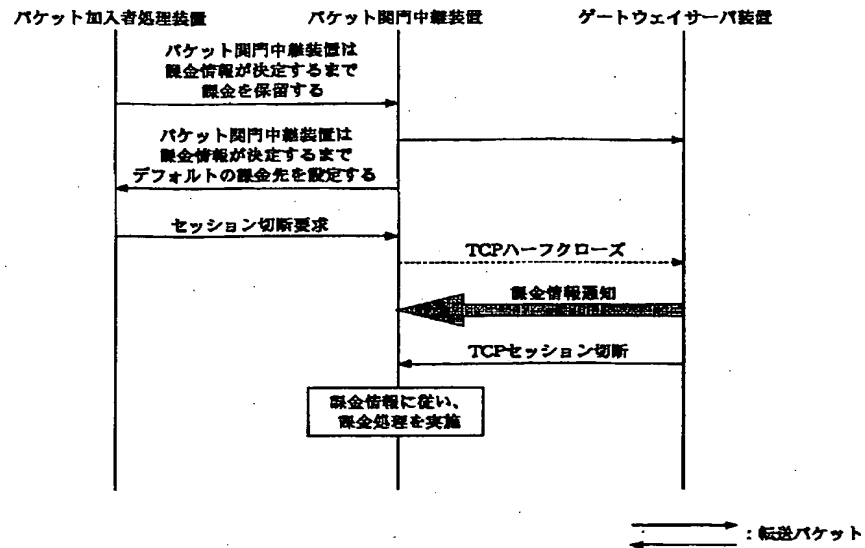 パケット加入者処理装置
パケット関門中継装置
ゲートウェイサーバ装置
パケット関門中継装置は
課金情報が決定するまで
課金を保留する
パケット関門中継装置は
課金情報が決定するまで
デフォルトの課金先を設定する
セッション切断要求
TCPハーフクローズ
課金情報通知
TCPセッション切断
課金情報に従い、
課金処理を実施
：転送パケット